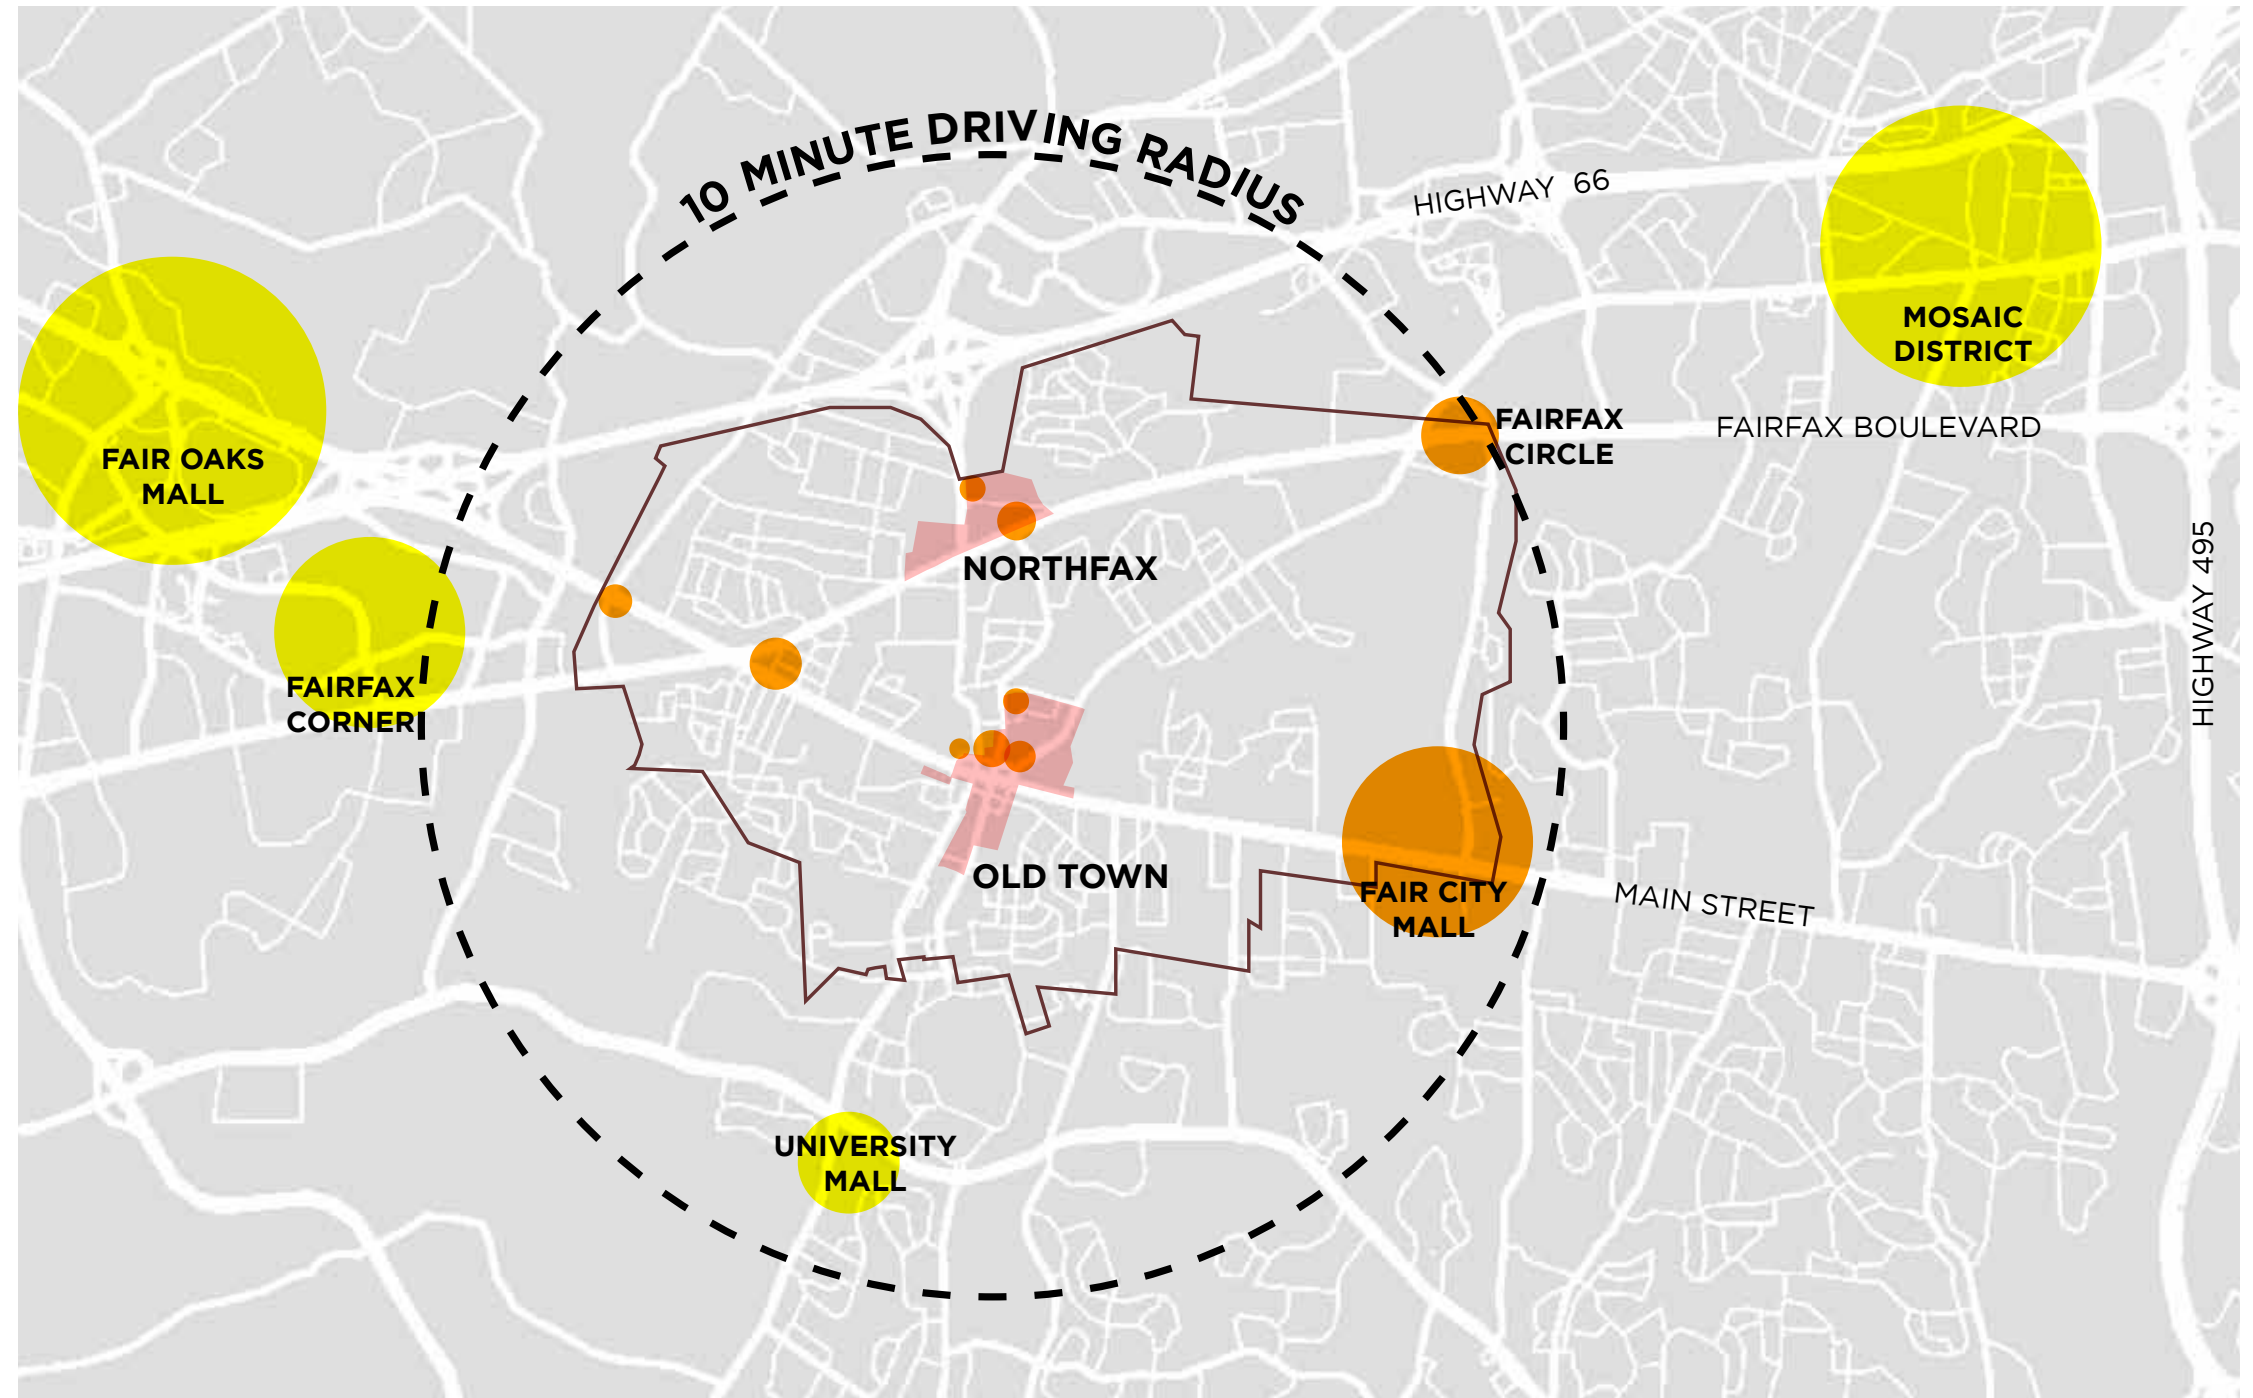 10 MINUTE DRIVING RADIUS
HIGHWAY 66
MOSAIC
DISTRICT
FAIRFAX
CIRCLE
FAIRFAX BOULEVARD
FAIR OAKS
MALL
NORTHFAX
HIGHWAY 495
FAIRFAX
CORNER
OLD TOWN
FAIR CITY
MALL
MAIN STREET
UNIVERSITY
MALL